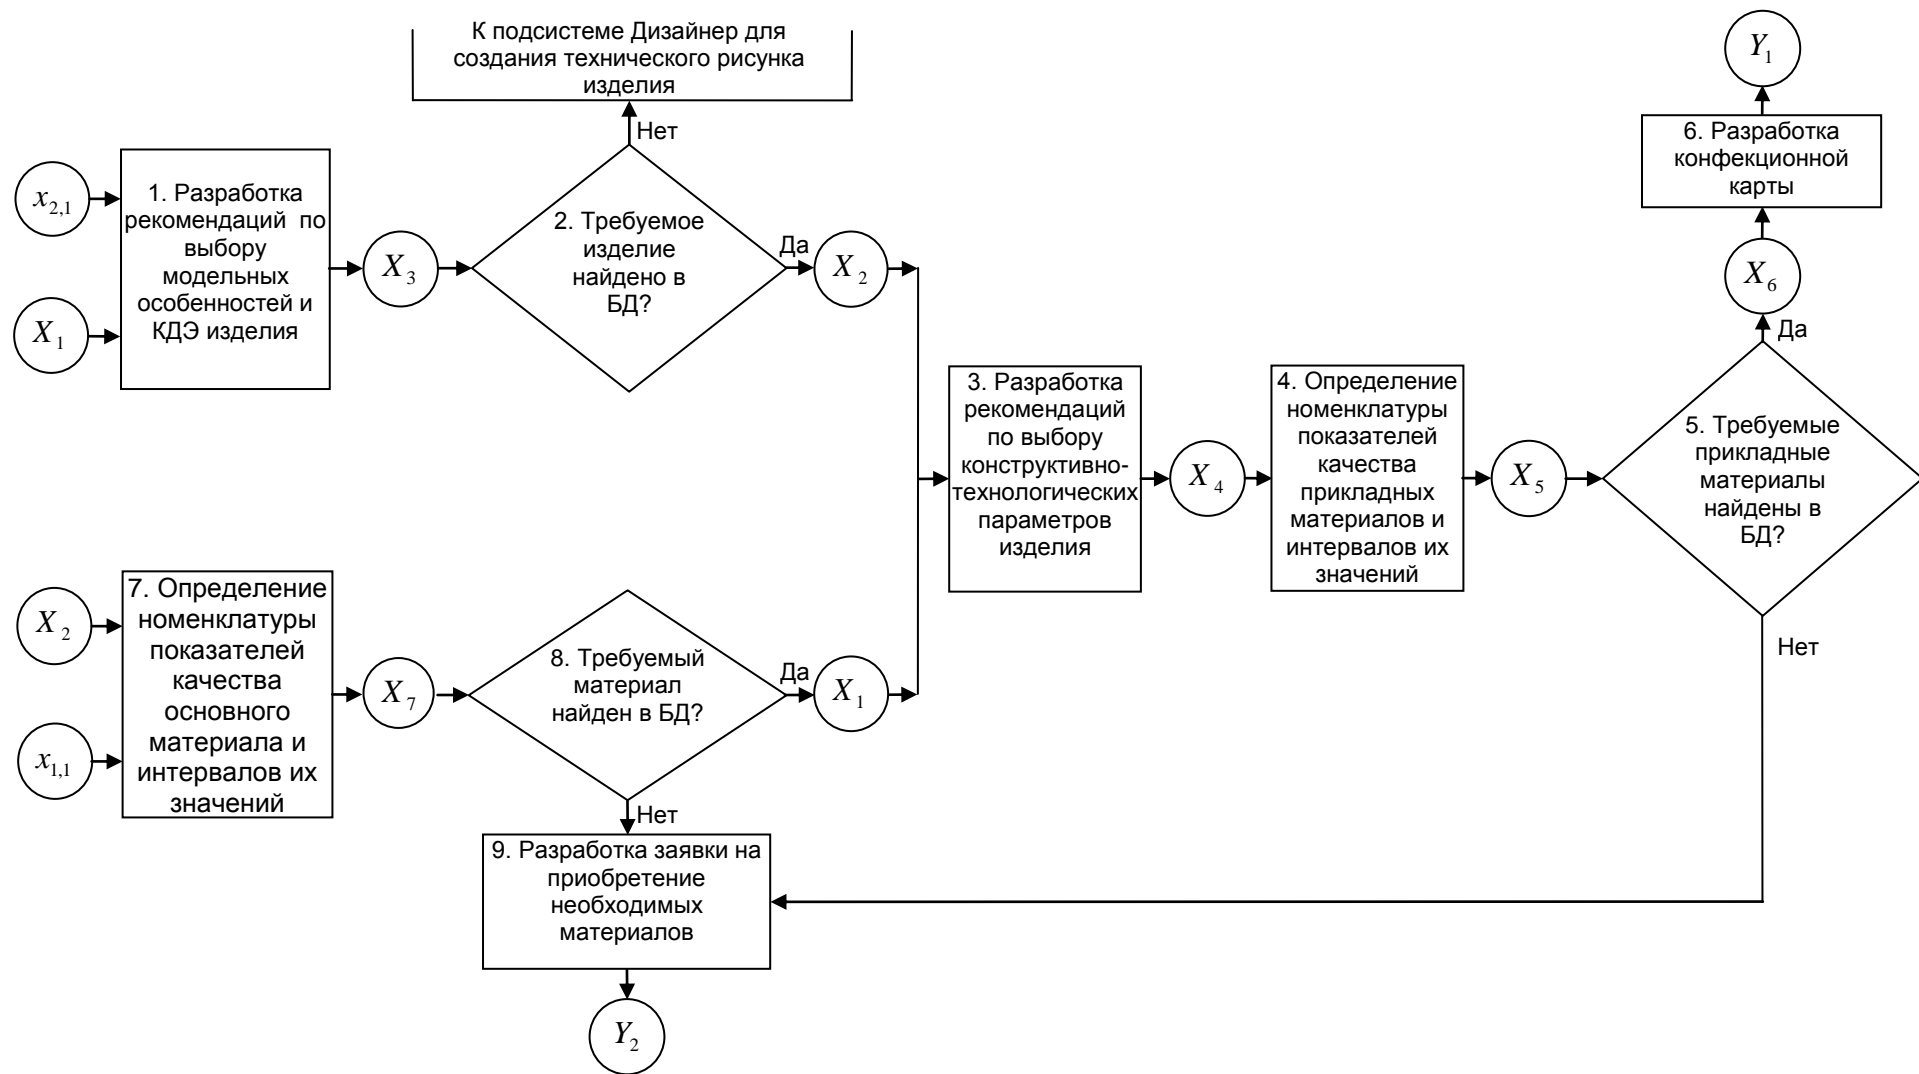 К подсистеме Дизайнер для
создания технического рисунка
изделия
Нет
x2,1
X1
1. Разработка
рекомендаций по
выбору
модельных
особенностей и
КДЭ изделия
X3
2. Требуемое
изделие
найдено в
БД?
Да
X2
X2
x1,1
7. Определение
номенклатуры
показателей
качества
основного
материала и
интервалов их
значений
X7
8. Требуемый
материал
найден в БД?
Да
X1
Нет
9. Разработка заявки на
приобретение
необходимых
материалов
Y2
3. Разработка
рекомендаций
по выбору
конструктивно-
технологических
параметров
изделия
X4
4. Определение
номенклатуры
показателей
качества
прикладных
материалов и
интервалов их
значений
X5
5. Требуемые
прикладные
материалы
найдены в
БД?
Да
Нет
X6
6. Разработка
конфекционной
карты
Y1